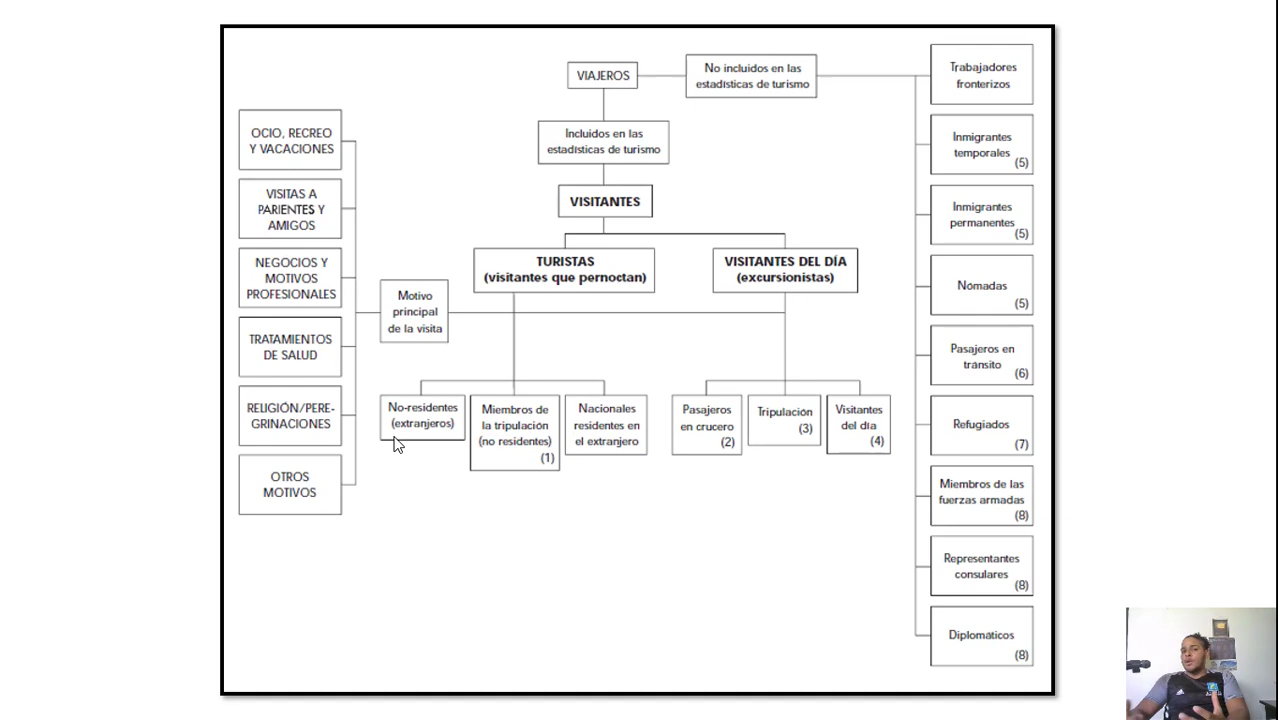 VIAJEROS
No incluidos en las
estadísticas de turismo
Incluidos en las
estadísticas de turismo
VISITANTES
TURISTAS
(visitantes que pernoctan)
VISITANTES DEL DÍA
(excursionistas)
Motivo
principal
de la visita
OCIO, RECREO
Y VACACIONES
VISITAS A
PARIENTES Y
AMIGOS
NEGOCIOS Y
MOTIVOS
PROFESIONALES
TRATAMIENTOS
DE SALUD
RELIGIÓN/PERE-
GRINACIONES
OTROS
MOTIVOS
No-residentes
(extranjeros)
Miembros de
la tripulación
(no residentes)
(1)
Nacionales
residentes en
el extranjero
Pasajeros
en crucero
(2)
Tripulación
(3)
Visitantes
del día
(4)
Trabajadores
fronterizos
Inmigrantes
temporales
(5)
Inmigrantes
permanentes
(5)
Nómadas
(5)
Pasajeros en
tránsito
(6)
Refugiados
(7)
Miembros de las
fuerzas armadas
(8)
Representantes
consulares
(8)
Diplomáticos
(8)